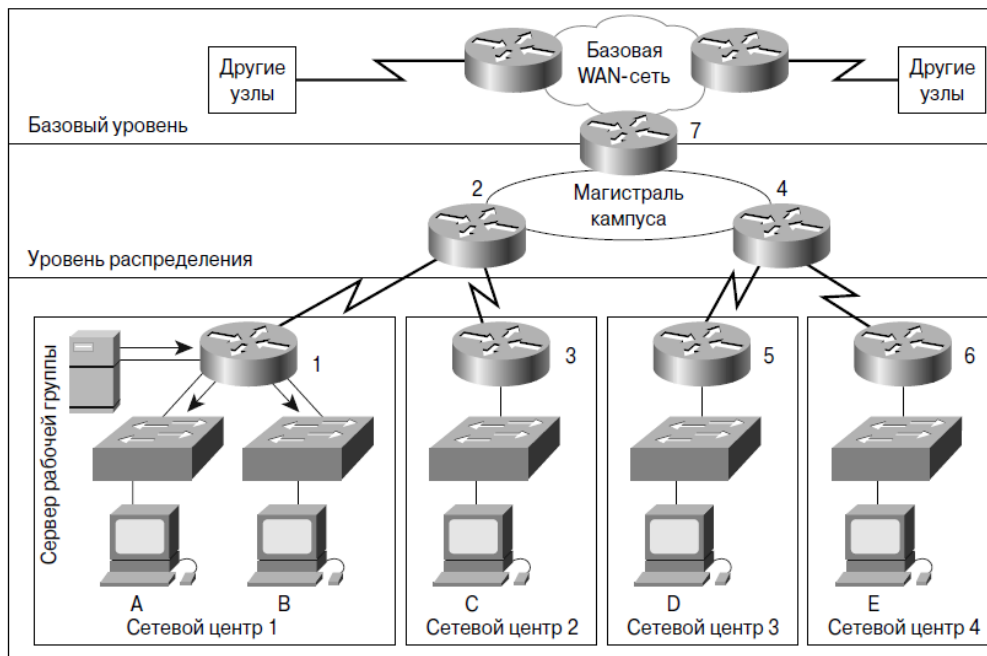 Другие
узлы
Базовая
WAN-сеть
Другие
узлы
Базовый уровень
7
2
Магистраль
кампуса
4
Уровень распределения
Сервер рабочей группы
1
3
5
6
A
B
C
D
E
Сетевой центр 1
Сетевой центр 2
Сетевой центр 3
Сетевой центр 4